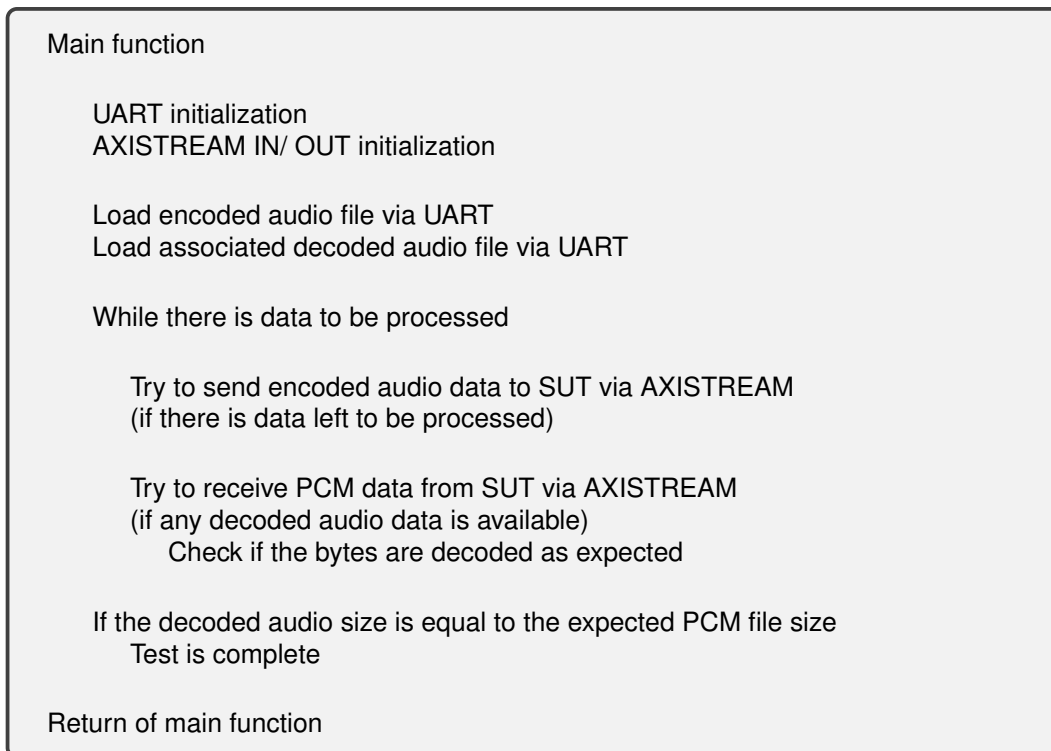 Main function
UART initialization
AXISTREAM IN/ OUT initialization
Load encoded audio file via UART
Load associated decoded audio file via UART
While there is data to be processed
Try to send encoded audio data to SUT via AXISTREAM
(if there is data left to be processed)
Try to receive PCM data from SUT via AXISTREAM
(if any decoded audio data is available)
Check if the bytes are decoded as expected
If the decoded audio size is equal to the expected PCM file size
Test is complete
Return of main function